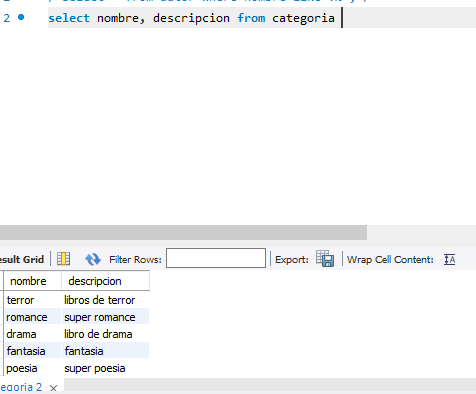 2 select nombre, descripcion from categoria
esult Grid Filter Rows: Export: Wrap Cell Content:
nombre descripcion
terror libros de terror
romance super romance
drama libro de drama
fantasia fantasia
poesia super poesia
egoria 2 ×